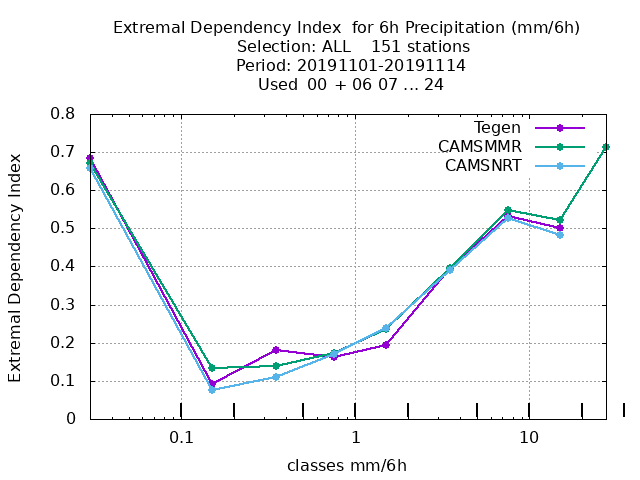 Extremal Dependency Index  for 6h Precipitation (mm/6h)
Selection: ALL    151 stations
Period: 20191101-20191114
Used  00 + 06 07 ... 24
Tegen
CAMSMMR
CAMSNRT
Extremal Dependency Index
0.8
0.7
0.6
0.5
0.4
0.3
0.2
0.1
0
0.1
1
10
classes mm/6h